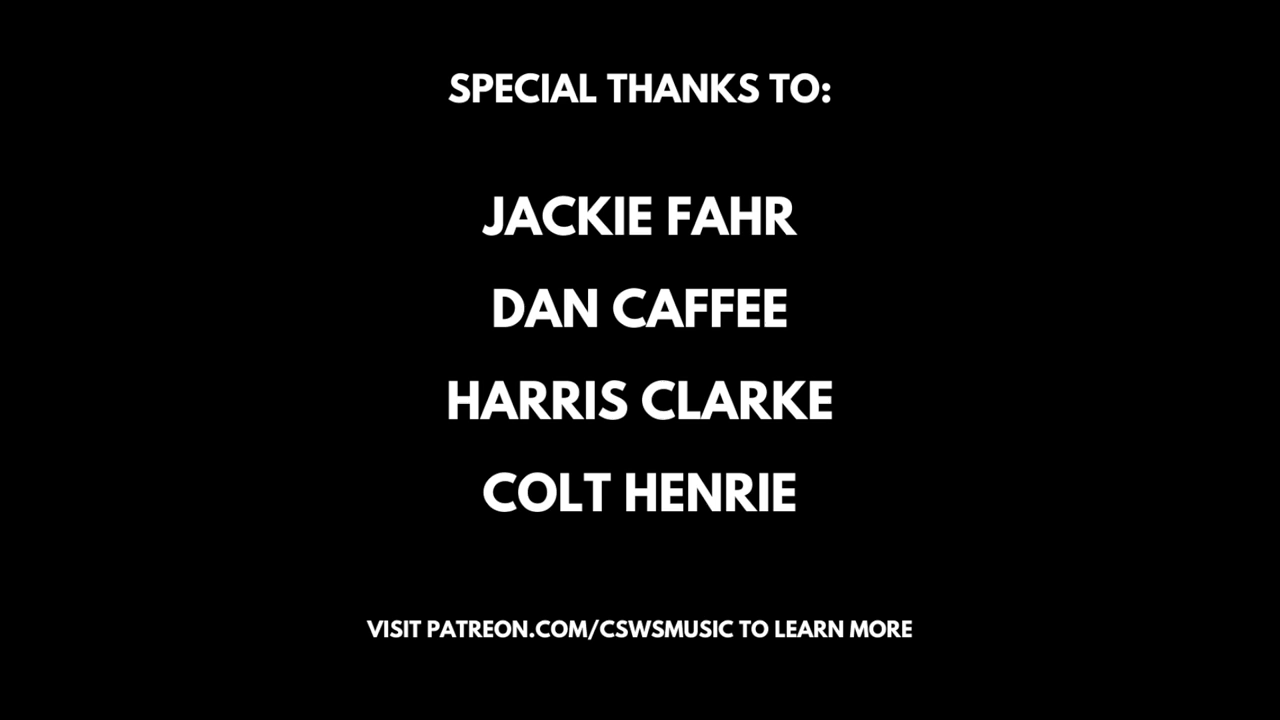 SPECIAL THANKS TO:
JACKIE FAHR
DAN CAFFEE
HARRIS CLARKE
COLT HENRIE
VISIT PATREON.COM/CSWSMUSIC TO LEARN MORE